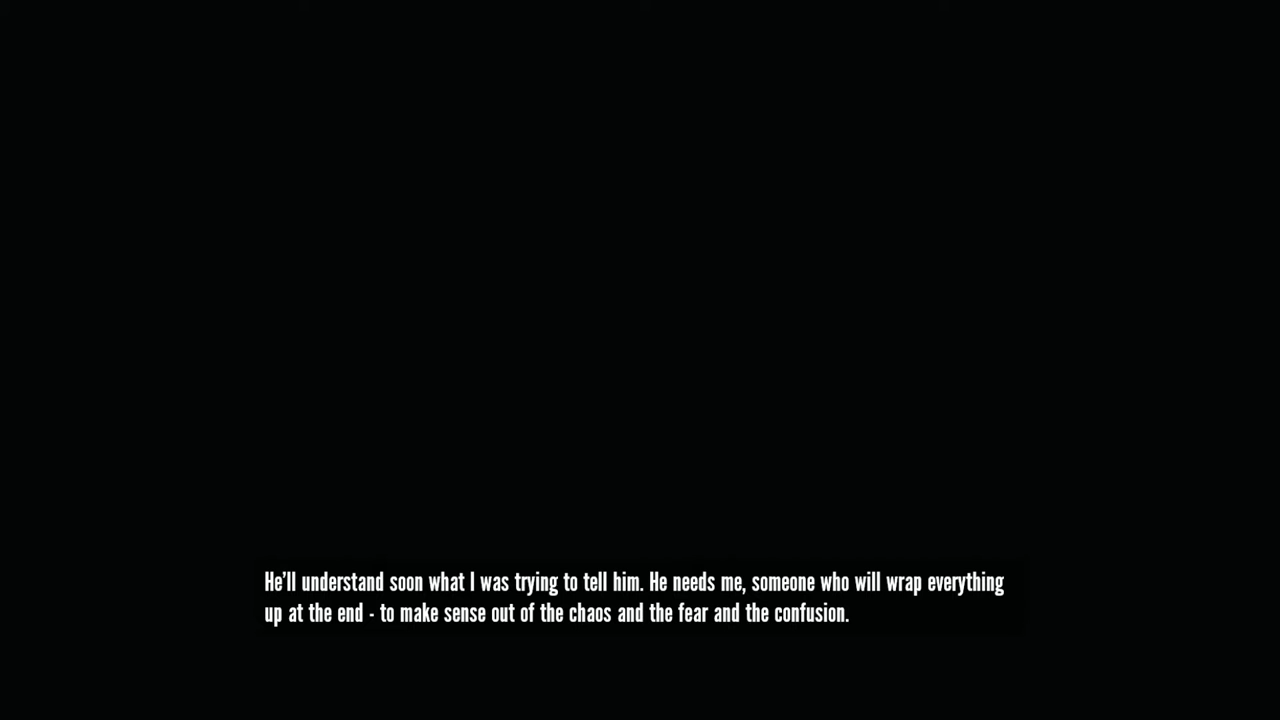 He'll understand soon what I was trying to tell him. He needs me, someone who will wrap everything
up at the end - to make sense out of the chaos and the fear and the confusion.